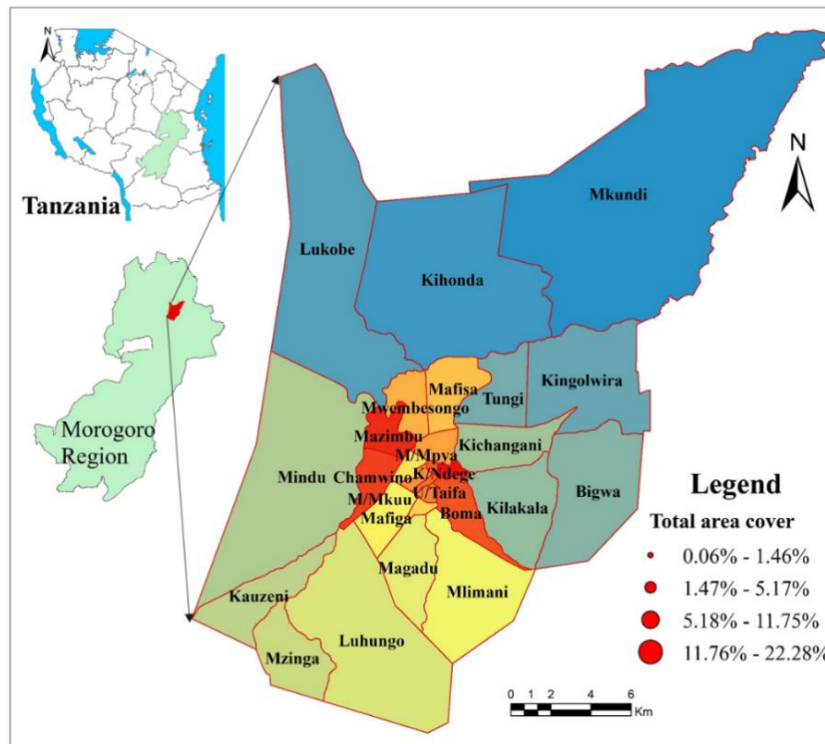 N
Tanzania
Morogoro
Region
N
Mkundi
Lukobe
Kihonda
Mafisa
Tungi
Kingolwira
Mwembesongo
Mazimbu
Kichangani
M/Mpya
Mindu
Chamwino
K/Ndege
M/Mkuu
U/Taifa
Kilakala
Bigwa
Mafiga
Boma
Magadu
Mlimani
Kauzeni
Luhungo
Mzinga
Legend
Total area cover
0.06% - 1.46%
1.47% - 5.17%
5.18% - 11.75%
11.76% - 22.28%
0 1 2 4 6
Km